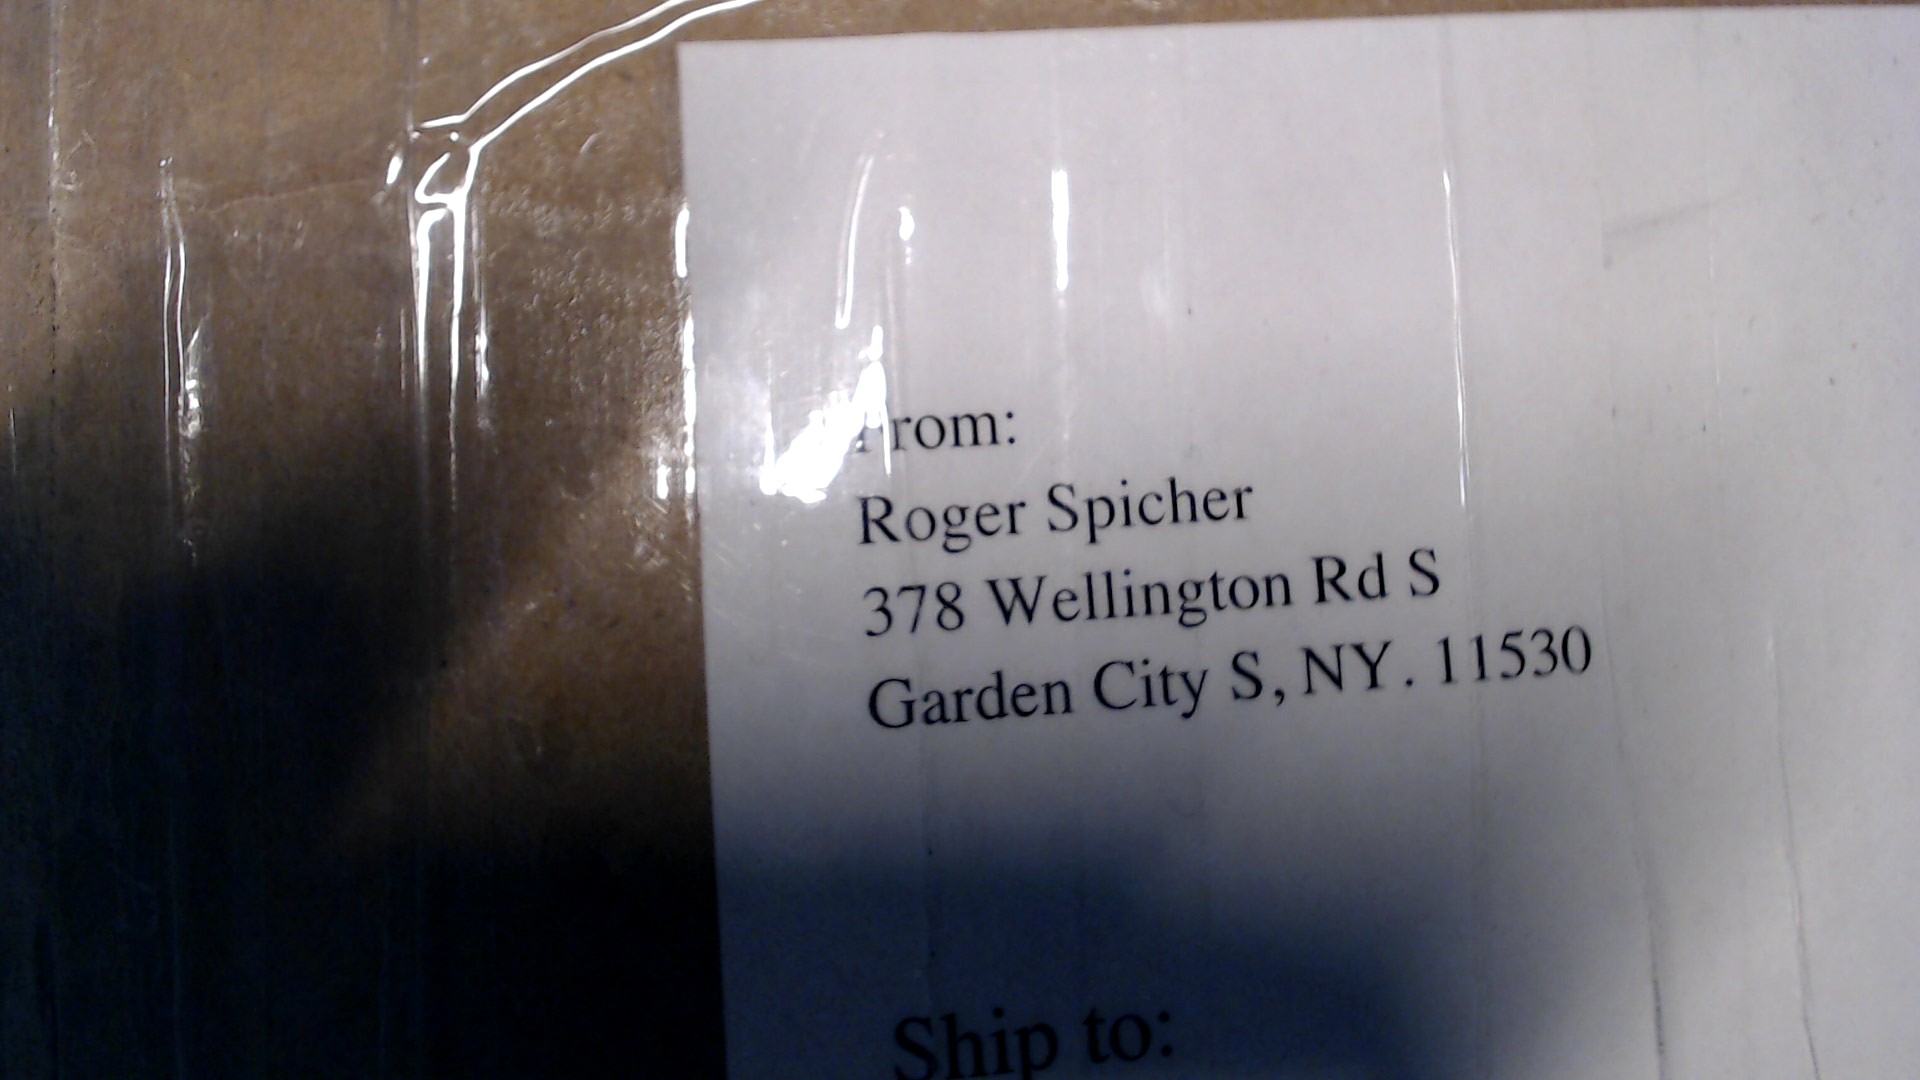 From:
Roger Spicher
378 Wellington Rd S
Garden City S, NY. 11530
Ship to: